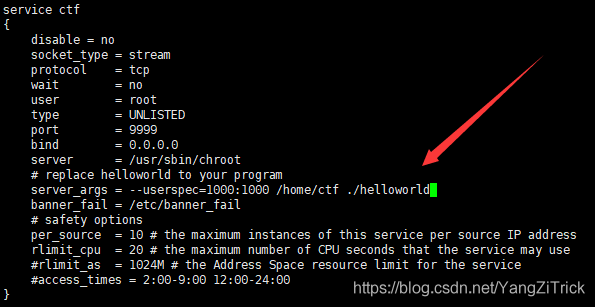 service ctf
{
    disable = no
    socket_type = stream
    protocol    = tcp
    wait        = no
    user        = root
    type        = UNLISTED
    port        = 9999
    bind        = 0.0.0.0
    server      = /usr/sbin/chroot
    # replace helloworld to your program
    server_args = --userspec=1000:1000 /home/ctf ./helloworld
    banner_fail = /etc/banner_fail
    # safety options
    per_source  = 10 # the maximum instances of this service per source IP address
    rlimit_cpu  = 20 # the maximum number of CPU seconds that the service may use
    #rlimit_as  = 1024M # the Address Space resource limit for the service
    #access_times = 2:00-9:00 12:00-24:00
}
https://blog.csdn.net/YangZiTrick